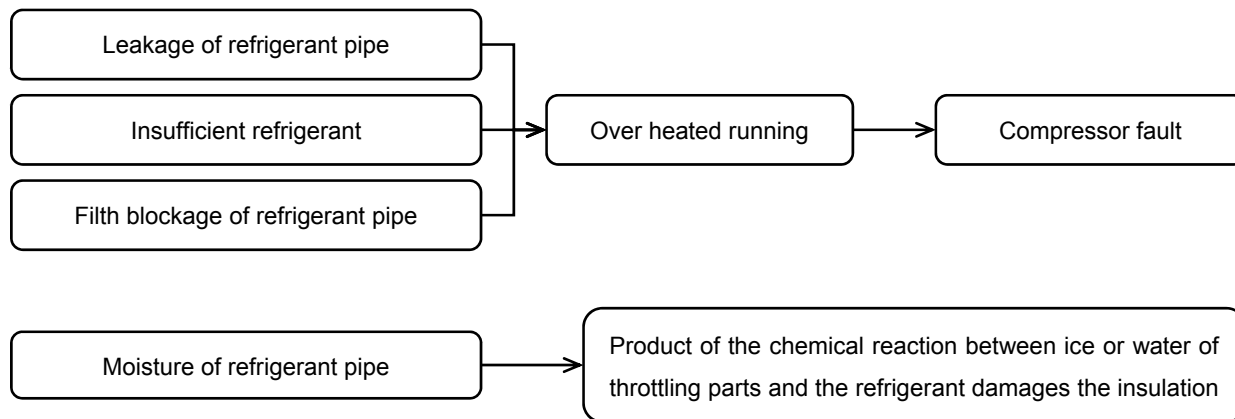 Leakage of refrigerant pipe
Insufficient refrigerant
Over heated running
Compressor fault
Filth blockage of refrigerant pipe
Moisture of refrigerant pipe
Product of the chemical reaction between ice or water of
throttling parts and the refrigerant damages the insulation